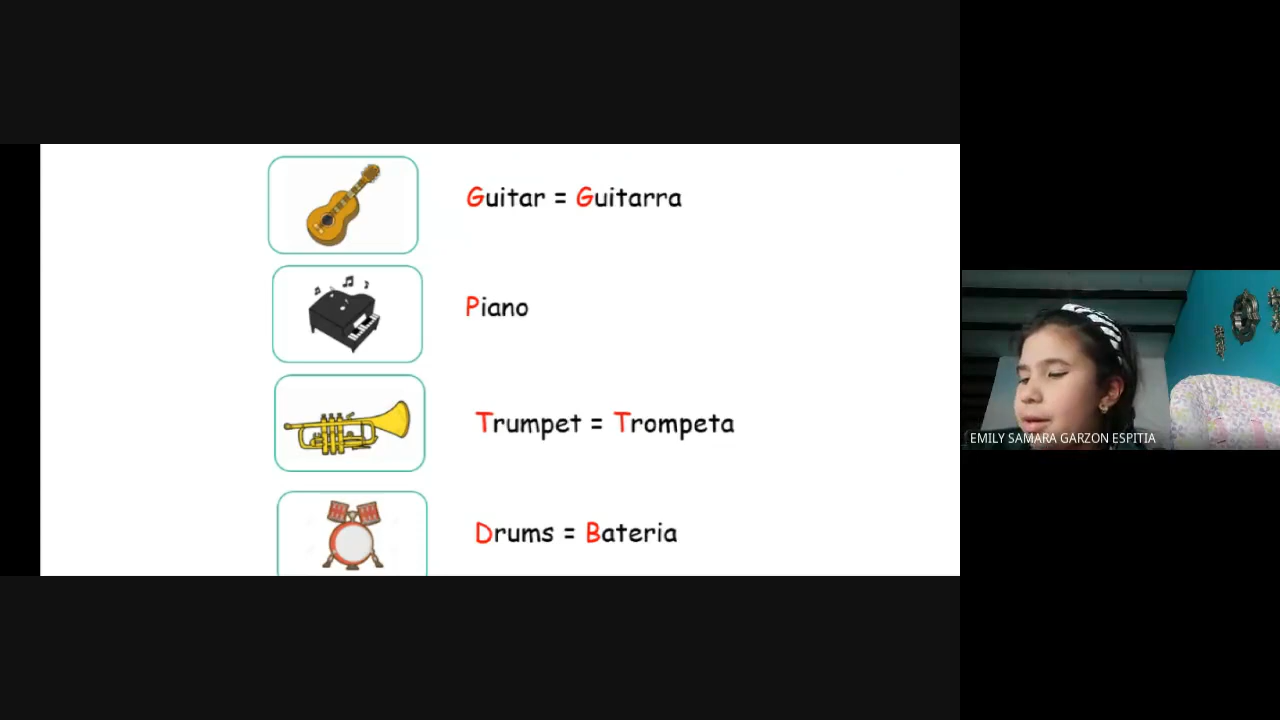 Guitar = Guitarra
Piano
Trumpet = Trompeta
EMILY SAMARA GARZON ESPITIA
Drums = Bateria